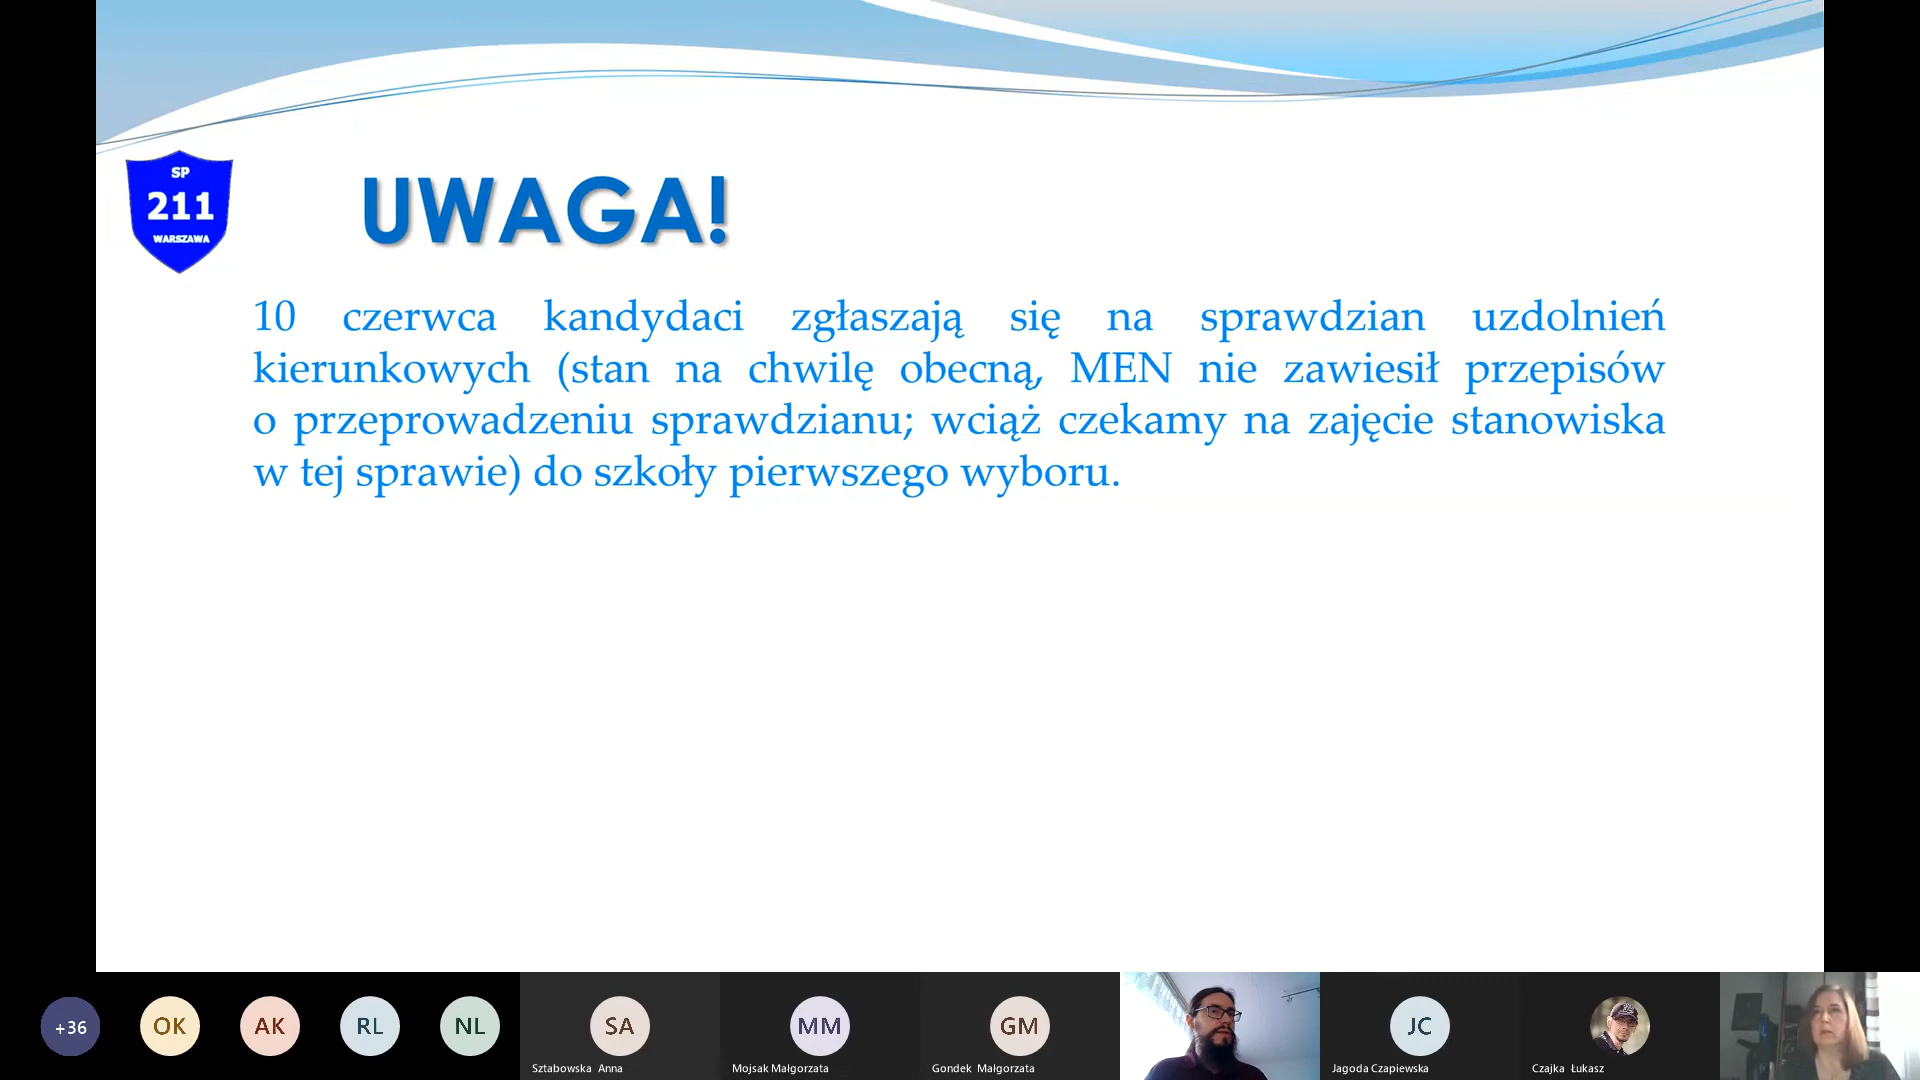 SP
211
WARSZAWA
UWAGA!
10 czerwca kandydaci zgłaszają się na sprawdzian uzdolnień
kierunkowych (stan na chwilę obecną, MEN nie zawiesił przepisów
o przeprowadzeniu sprawdzianu; wciąż czekamy na zajęcie stanowiska
w tej sprawie) do szkoły pierwszego wyboru.
+36
OK
AK
RL
NL
SA
Sztabowska Anna
MM
Mojsak Małgorzata
GM
Gondek Małgorzata
JC
Jagoda Czapiewska
Czajka Łukasz